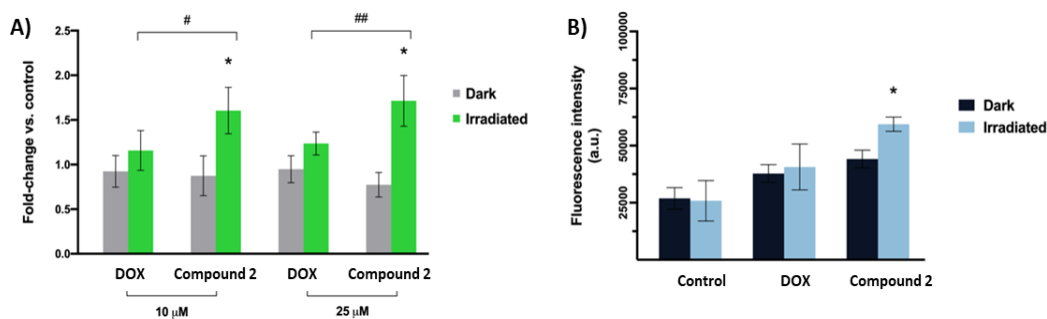 A)
Fold-change vs. control
2.5
2.0
1.5
1.0
0.5
0.0
#
##
*
*
Dark
Irradiated
DOX
Compound 2
DOX
Compound 2
10 µM
25 µM
B)
Fluorescence intensity
(a.u.)
100000
75000
50000
25000
*
Dark
Irradiated
Control
DOX
Compound 2